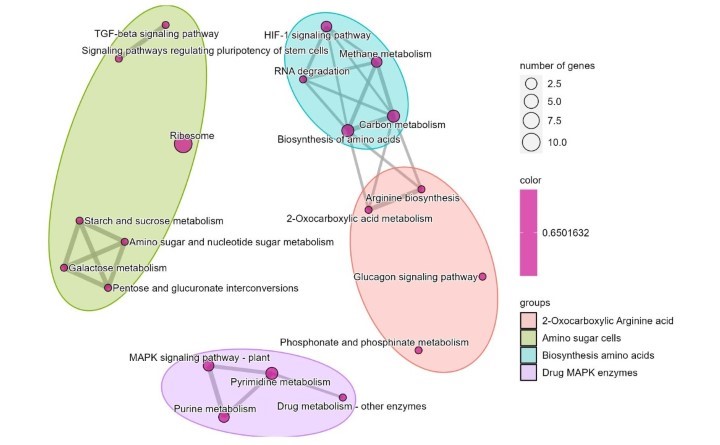 TGF-beta signaling pathway
Signaling pathways regulating pluripotency of stem cells
Ribosome
Starch and sucrose metabolism
Amino sugar and nucleotide sugar metabolism
Galactose metabolism
Pentose and glucuronate interconversions
HIF-1 signaling pathway
Methane metabolism
RNA degradation
Carbon metabolism
Biosynthesis of amino acids
Arginine biosynthesis
2-Oxocarboxylic acid metabolism
Glucagon signaling pathway
Phosphonate and phosphinate metabolism
MAPK signaling pathway - plant
Pyrimidine metabolism
Purine metabolism
Drug metabolism - other enzymes
number of genes
2.5
5.0
7.5
10.0
color
0.6501632
groups
2-Oxocarboxylic Arginine acid
Amino sugar cells
Biosynthesis amino acids
Drug MAPK enzymes